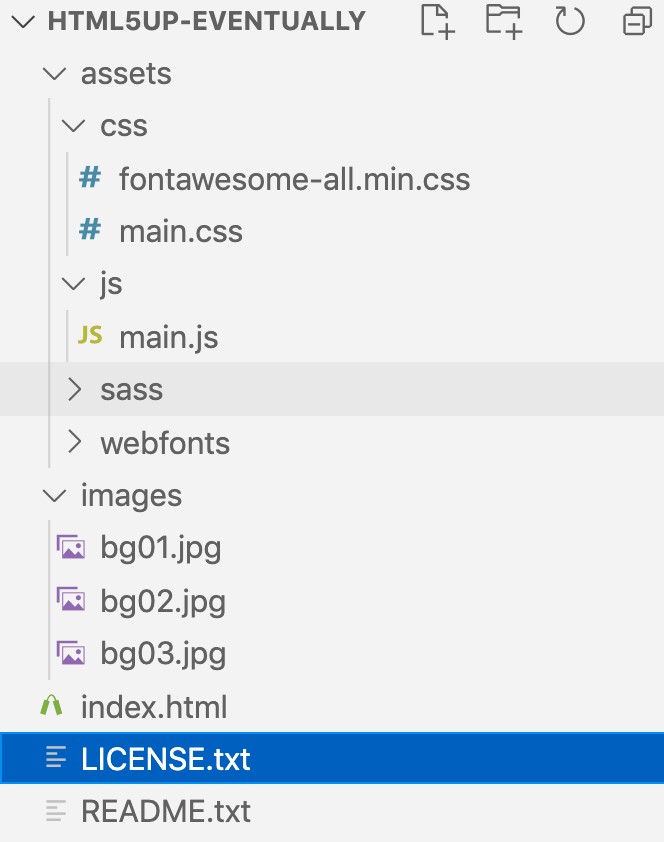 HTML5UP-EVENTUALLY
assets
css
# fontawesome-all.min.css
# main.css
js
JS main.js
sass
webfonts
images
bg01.jpg
bg02.jpg
bg03.jpg
index.html
LICENSE.txt
README.txt